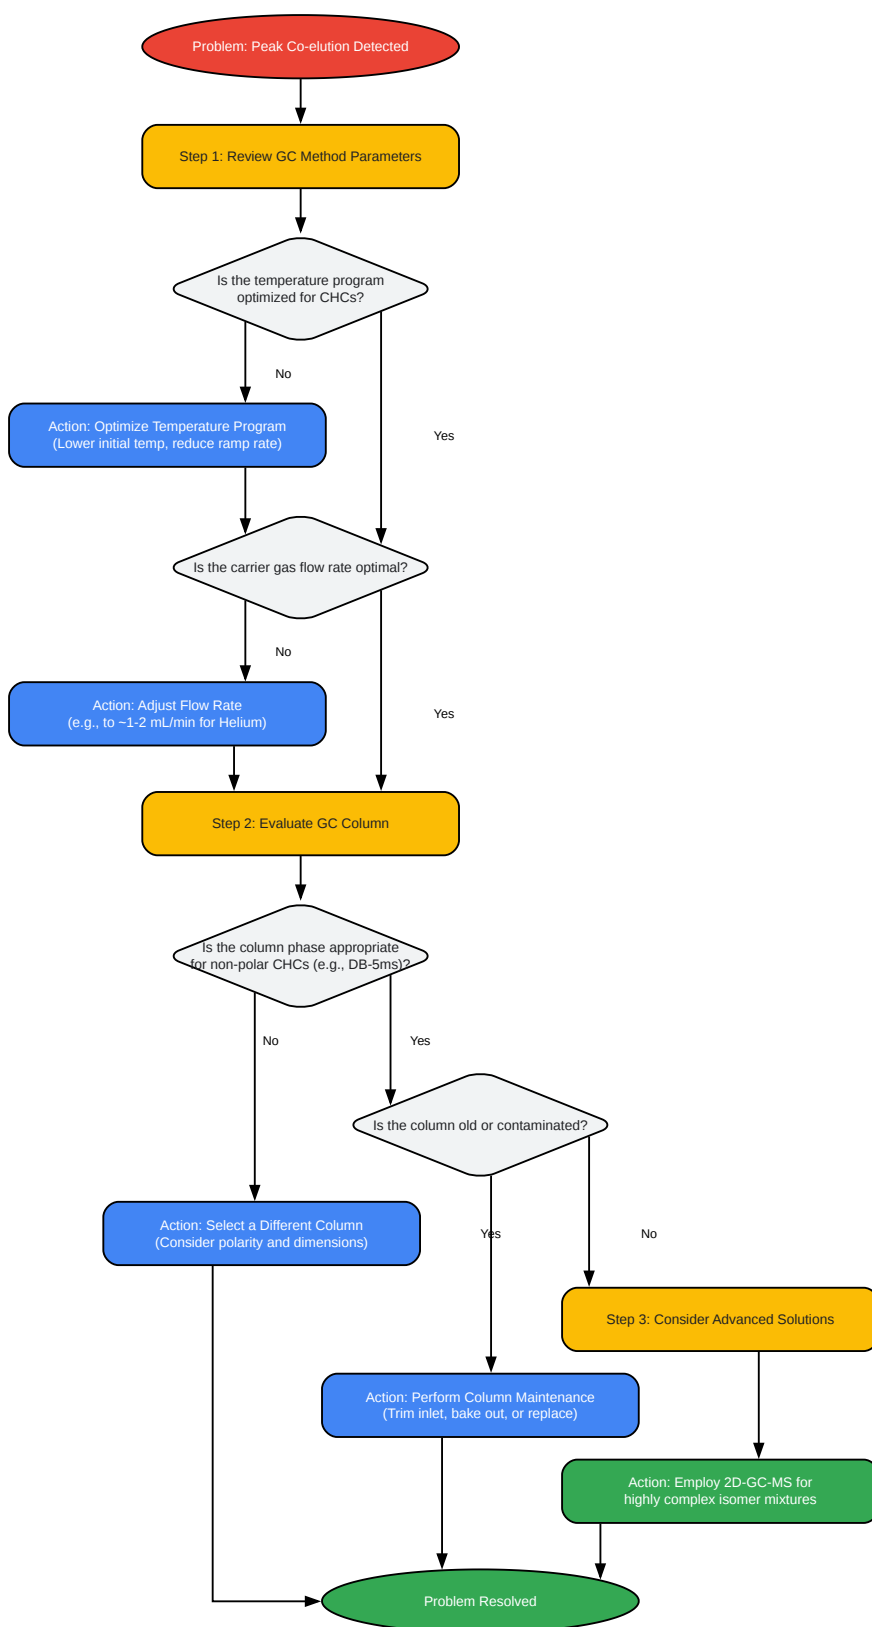 Problem: Peak Co-elution Detected
Step 1: Review GC Method Parameters
Is the temperature program
optimized for CHCs?
No
Action: Optimize Temperature Program
(Lower initial temp, reduce ramp rate)
Yes
Is the carrier gas flow rate optimal?
No
Action: Adjust Flow Rate
(e.g., to ~1-2 mL/min for Helium)
Yes
Step 2: Evaluate GC Column
Is the column phase appropriate
for non-polar CHCs (e.g., DB-5ms)?
No
Yes
Is the column old or contaminated?
Action: Select a Different Column
(Consider polarity and dimensions)
Yes
No
Step 3: Consider Advanced Solutions
Action: Perform Column Maintenance
(Trim inlet, bake out, or replace)
Action: Employ 2D-GC-MS for
highly complex isomer mixtures
Problem Resolved